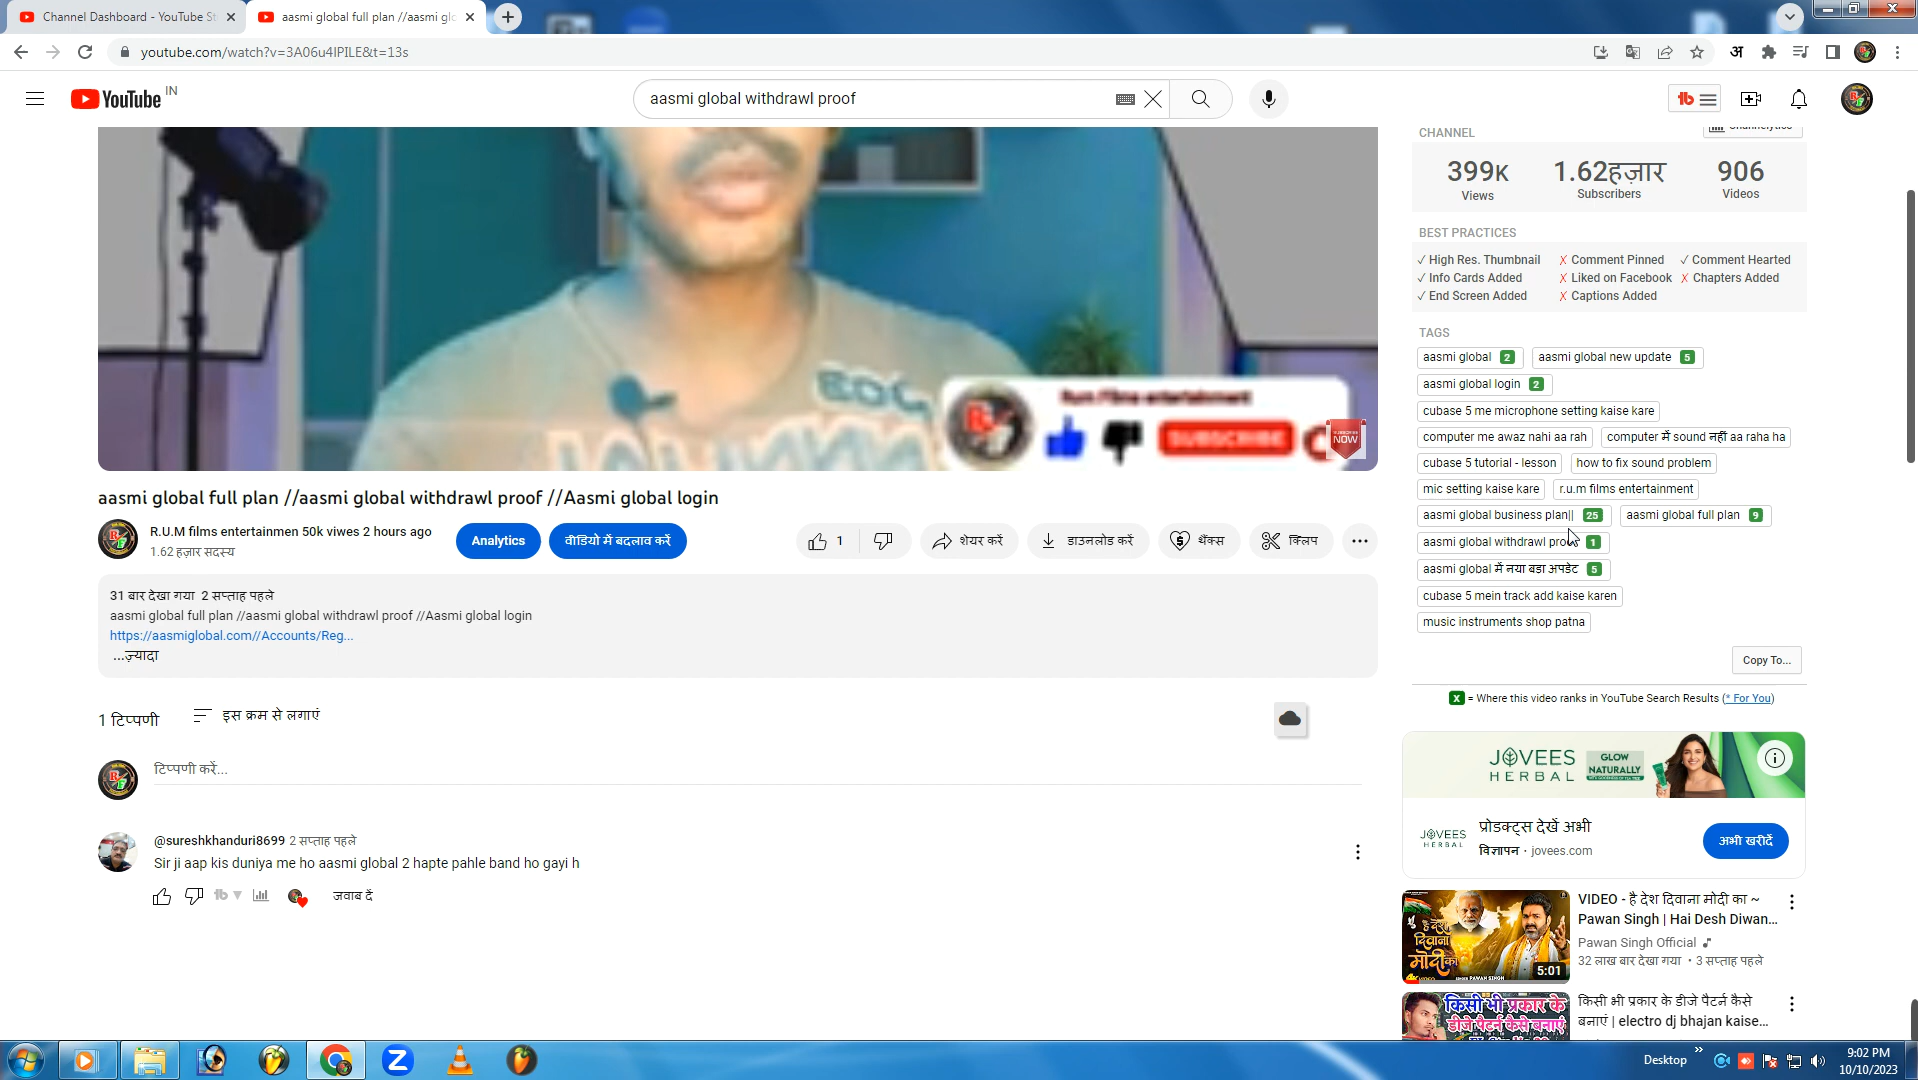 Channel Dashboard - YouTube St
aasmi global full plan //aasmi glo
youtube.com/watch?v=3A06u4IPILE&t=13s
अ
YouTube IN
aasmi global withdrawl proof
CHANNEL
399K
1.62हज़ार
906
Views
Subscribers
Videos
BEST PRACTICES
✓ High Res. Thumbnail
✗ Comment Pinned
✓ Comment Hearted
✓ Info Cards Added
✗ Liked on Facebook
✗ Chapters Added
✓ End Screen Added
✗ Captions Added
TAGS
aasmi global 2
aasmi global new update 5
aasmi global login 2
cubase 5 me microphone setting kaise kare
computer me awaz nahi aa rah
computer में sound नहीं aa raha ha
cubase 5 tutorial - lesson
how to fix sound problem
mic setting kaise kare
r.u.m films entertainment
aasmi global business plan|| 25
aasmi global full plan 9
aasmi global withdrawl proof 1
aasmi global में नया बडा अपडेट 5
cubase 5 mein track add kaise karen
music instruments shop patna
Copy To...
X = Where this video ranks in YouTube Search Results (* For You)
Rum Films entertainment
SUBSCRIBE
SUBSCRIBE
NOW
aasmi global full plan //aasmi global withdrawl proof //Aasmi global login
R.U.M films entertainmen 50k viwes 2 hours ago
1.62 हज़ार सदस्य
Analytics
वीडियो में बदलाव करें
1
शेयर करें
डाउनलोड करें
थैंक्स
क्लिप
31 बार देखा गया 2 सप्ताह पहले
aasmi global full plan //aasmi global withdrawl proof //Aasmi global login
https://aasmiglobal.com//Accounts/Reg...
...ज़्यादा
1 टिप्पणी
इस क्रम से लगाएं
टिप्पणी करें...
@sureshkhanduri8699 2 सप्ताह पहले
Sir ji aap kis duniya me ho aasmi global 2 hapte pahle band ho gayi h
जवाब दें
JOVEES
HERBAL
GLOW
NATURALLY
JOVEES
HERBAL
प्रोडक्ट्स देखें अभी
विज्ञापन · jovees.com
अभी खरीदें
है देश
दिवाना
मोदी का
5:01
VIDEO - है देश दिवाना मोदी का ~
Pawan Singh | Hai Desh Diwan...
Pawan Singh Official
32 लाख बार देखा गया • 3 सप्ताह पहले
किसी भी प्रकार के
डीजे पैटर्न कैसे बनाएं
किसी भी प्रकार के डीजे पैटर्न कैसे
बनाएं | electro dj bhajan kaise...
Desktop
9:02 PM
10/10/2023